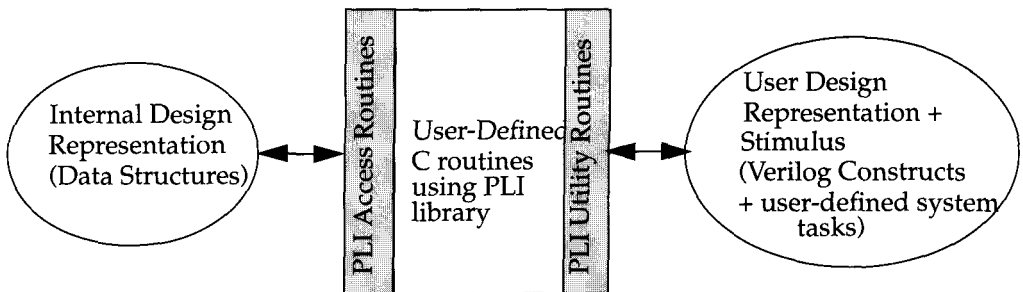 Internal Design
Representation
(Data Structures)
PLI Access Routines
User-Defined
C routines
using PLI
library
PLI Utility Routines
User Design
Representation +
Stimulus
(Verilog Constructs
+ user-defined system
tasks)